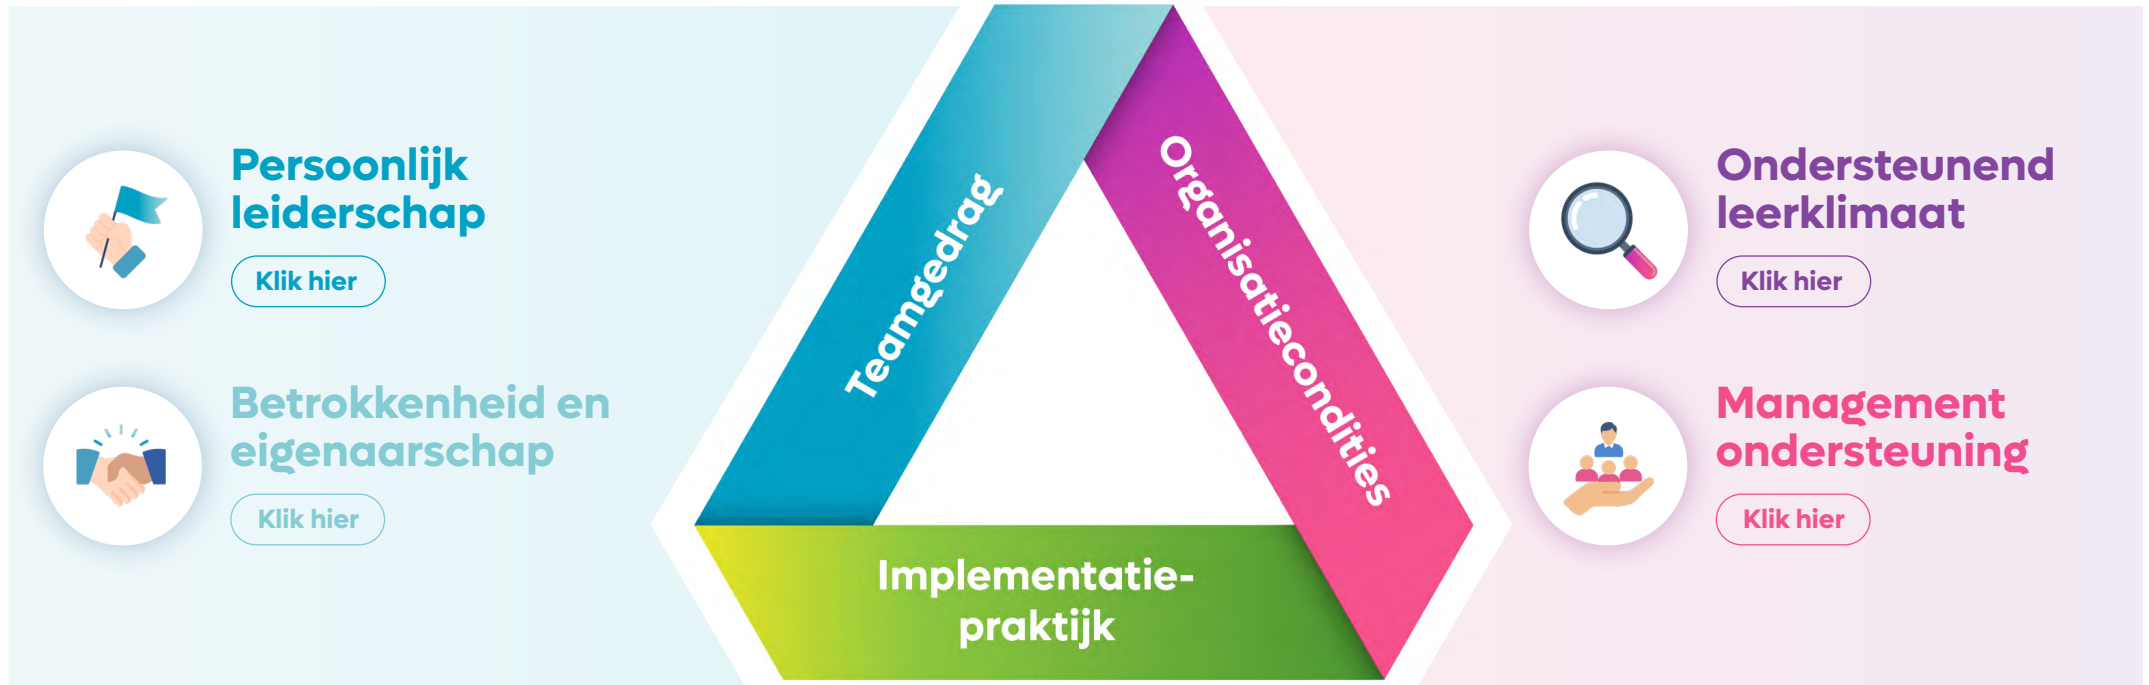 Persoonlijk
leiderschap
Klik hier
Betrokkenheid en
eigenaarschap
Klik hier
Teamgedrag
Organisatiecondities
Implementatie-
praktijk
Ondersteunend
leerklimaat
Klik hier
Management
ondersteuning
Klik hier